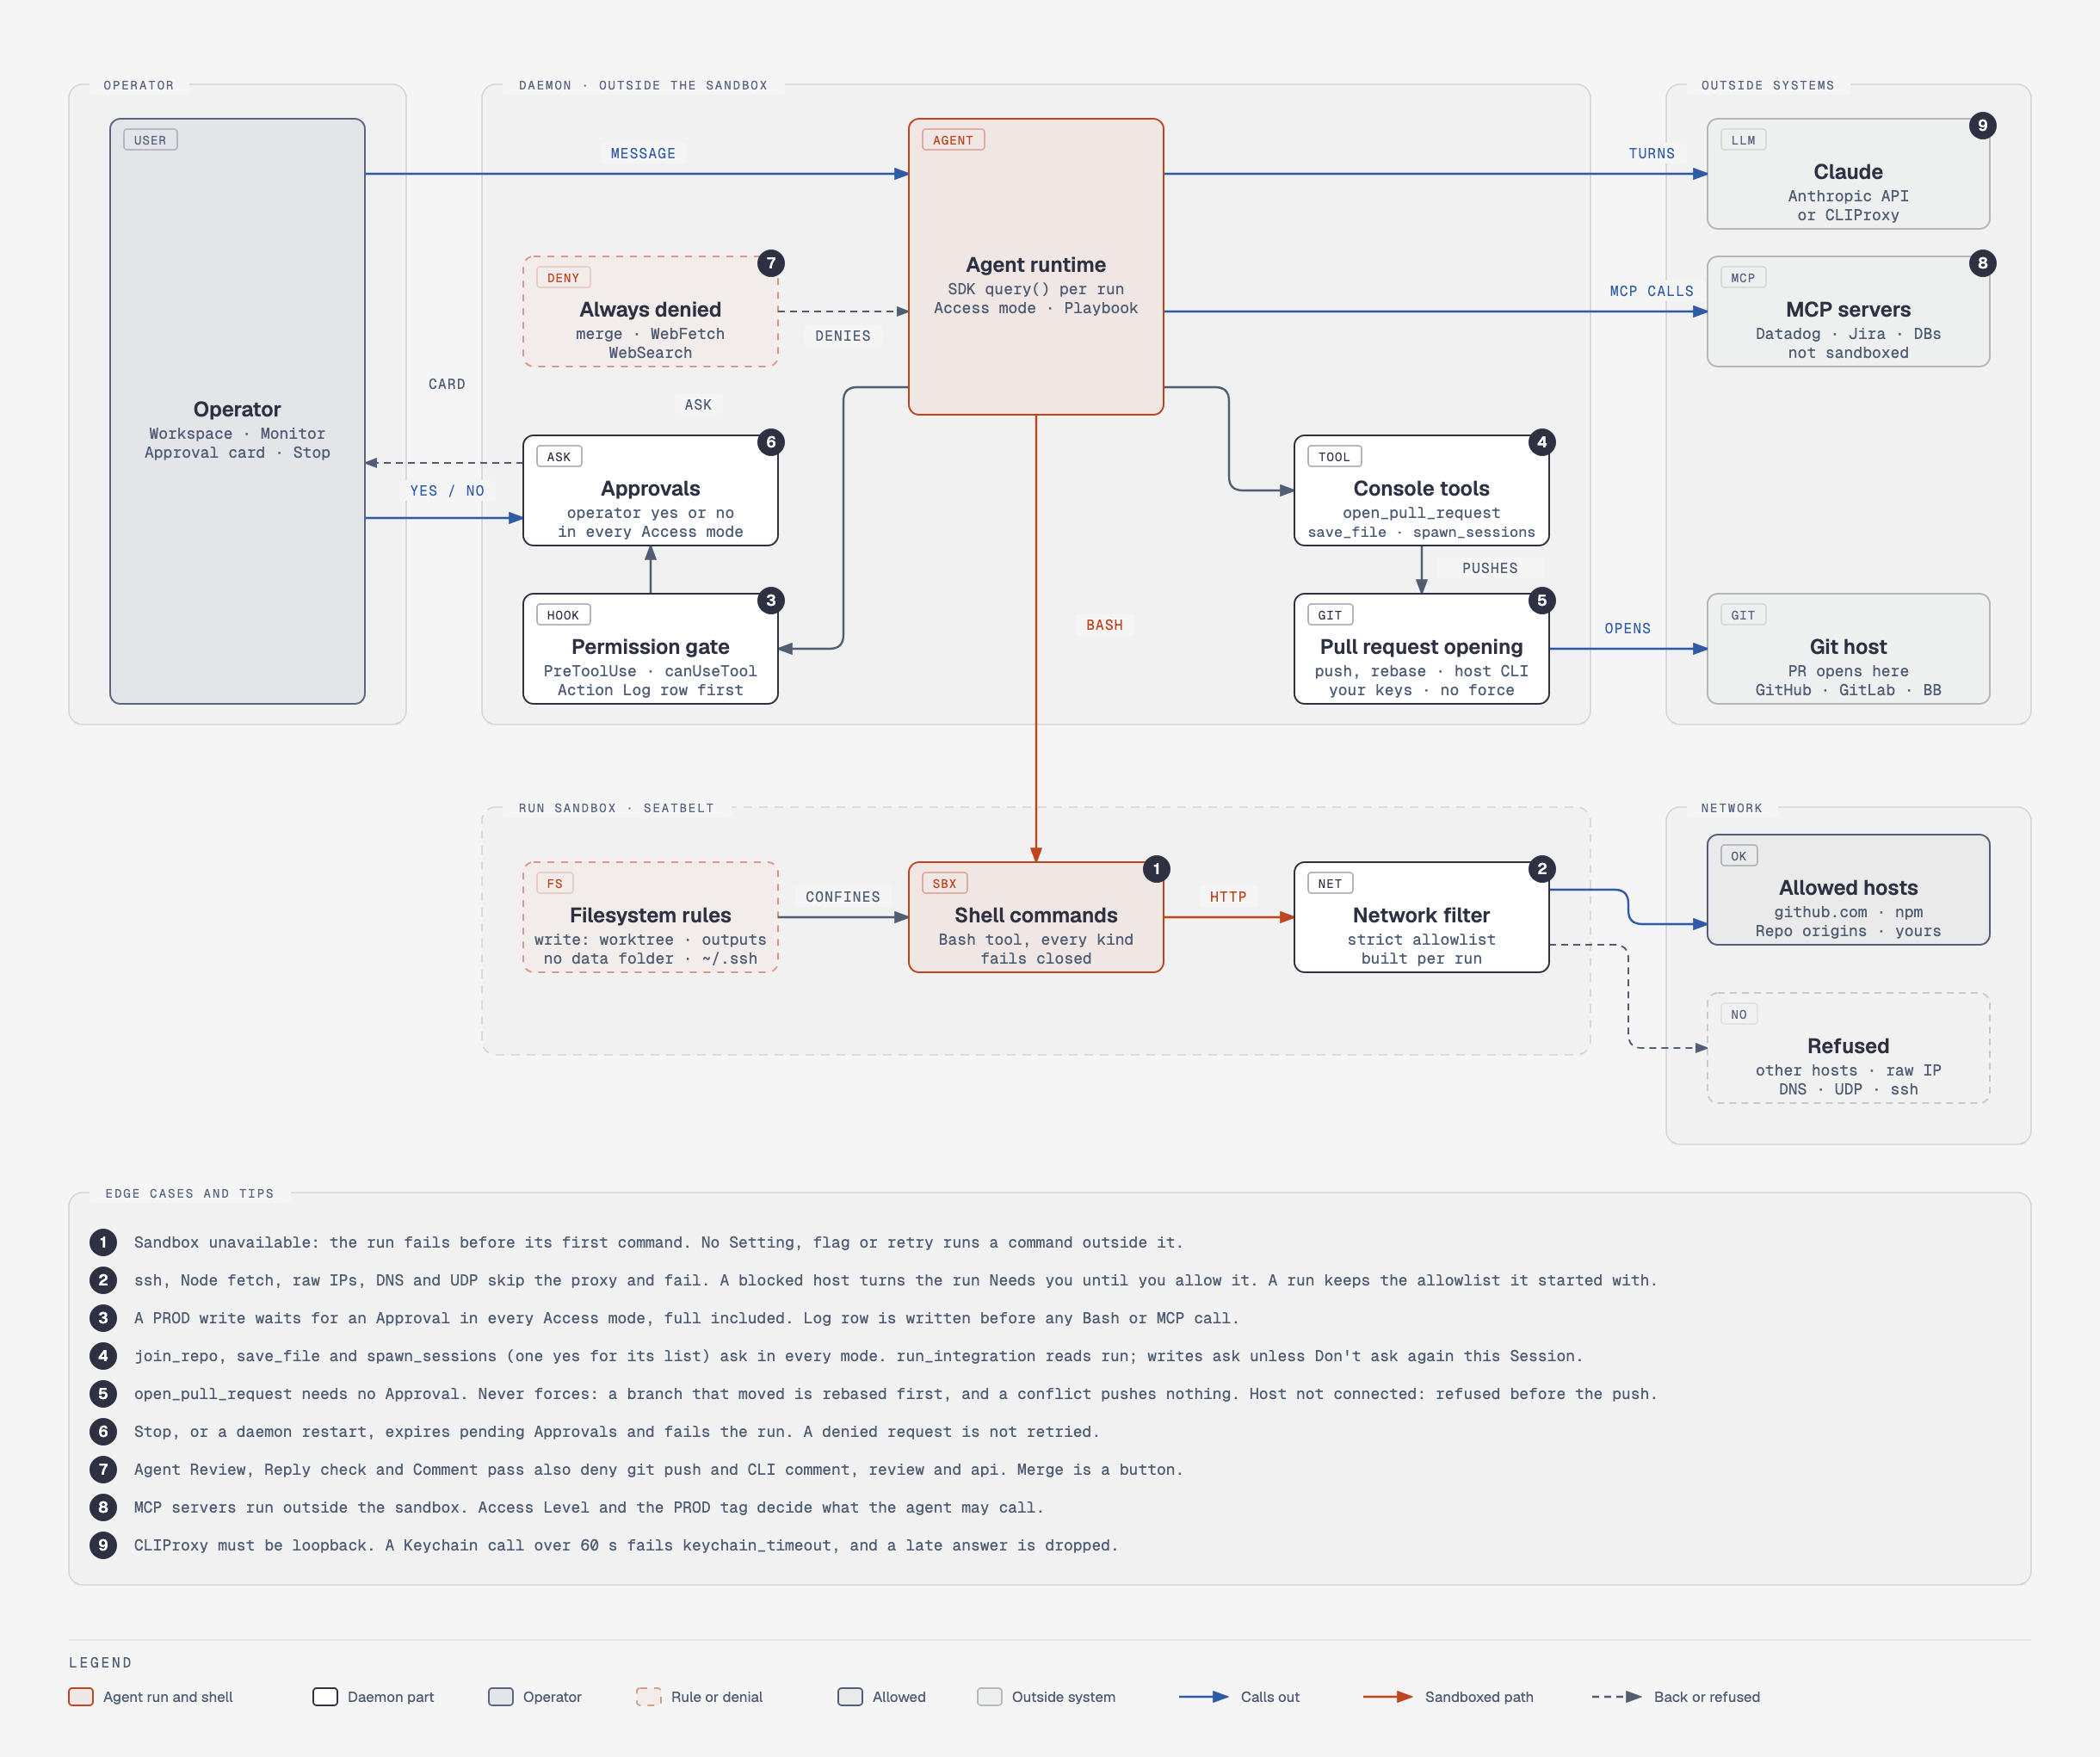 OPERATOR
DAEMON · OUTSIDE THE SANDBOX
OUTSIDE SYSTEMS
USER
Operator
Workspace · Monitor
Approval card · Stop
MESSAGE
AGENT
Agent runtime
SDK query() per run
Access mode · Playbook
TURNS
9
LLM
Claude
Anthropic API
or CLIProxy
7
DENY
Always denied
merge · WebFetch
WebSearch
DENIES
MCP CALLS
8
MCP
MCP servers
Datadog · Jira · DBs
not sandboxed
CARD
ASK
YES / NO
6
ASK
Approvals
operator yes or no
in every Access mode
4
TOOL
Console tools
open_pull_request
save_file · spawn_sessions
PUSHES
3
HOOK
Permission gate
PreToolUse · canUseTool
Action Log row first
BASH
5
GIT
Pull request opening
push, rebase · host CLI
your keys · no force
OPENS
GIT
Git host
PR opens here
GitHub · GitLab · BB
RUN SANDBOX · SEATBELT
NETWORK
FS
Filesystem rules
write: worktree · outputs
no data folder · ~/.ssh
CONFINES
1
SBX
Shell commands
Bash tool, every kind
fails closed
HTTP
2
NET
Network filter
strict allowlist
built per run
OK
Allowed hosts
github.com · npm
Repo origins · yours
NO
Refused
other hosts · raw IP
DNS · UDP · ssh
EDGE CASES AND TIPS
1 Sandbox unavailable: the run fails before its first command. No Setting, flag or retry runs a command outside it.
2 ssh, Node fetch, raw IPs, DNS and UDP skip the proxy and fail. A blocked host turns the run Needs you until you allow it. A run keeps the allowlist it started with.
3 A PROD write waits for an Approval in every Access mode, full included. Log row is written before any Bash or MCP call.
4 join_repo, save_file and spawn_sessions (one yes for its list) ask in every mode. run_integration reads run; writes ask unless Don't ask again this Session.
5 open_pull_request needs no Approval. Never forces: a branch that moved is rebased first, and a conflict pushes nothing. Host not connected: refused before the push.
6 Stop, or a daemon restart, expires pending Approvals and fails the run. A denied request is not retried.
7 Agent Review, Reply check and Comment pass also deny git push and CLI comment, review and api. Merge is a button.
8 MCP servers run outside the sandbox. Access Level and the PROD tag decide what the agent may call.
9 CLIProxy must be loopback. A Keychain call over 60 s fails keychain_timeout, and a late answer is dropped.
LEGEND
Agent run and shell
Daemon part
Operator
Rule or denial
Allowed
Outside system
Calls out
Sandboxed path
Back or refused